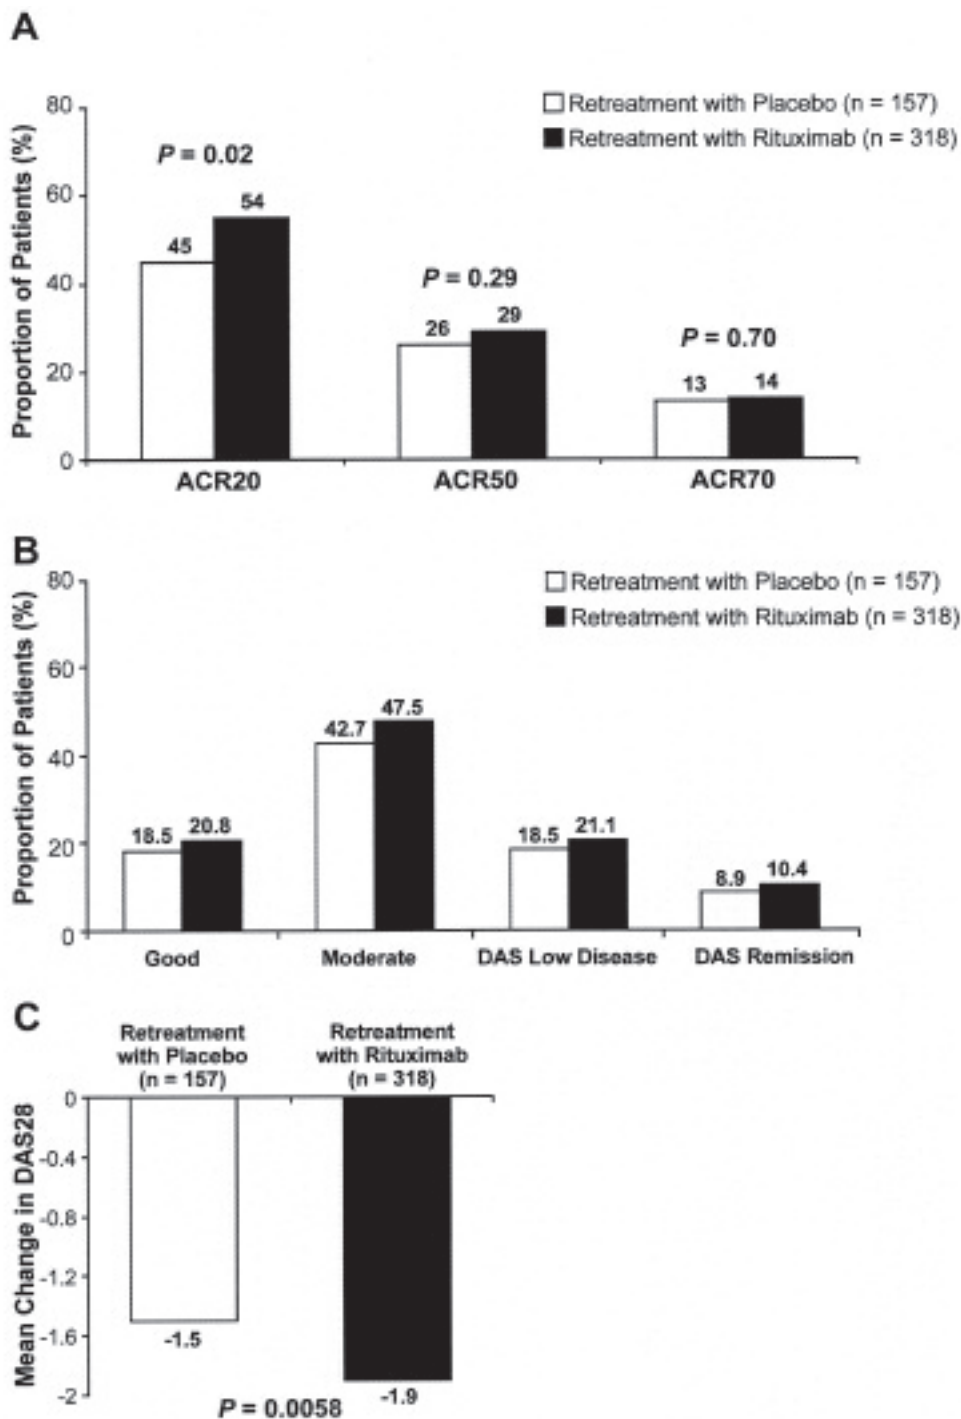 A
Proportion of Patients (%)
80
60
40
20
0
Retreatment with Placebo (n = 157)
Retreatment with Rituximab (n = 318)
P = 0.02
45
54
P = 0.29
26
29
P = 0.70
13
14
ACR20 ACR50 ACR70
B
Proportion of Patients (%)
80
60
40
20
0
Retreatment with Placebo (n = 157)
Retreatment with Rituximab (n = 318)
18.5
20.8
42.7
47.5
18.5
21.1
8.9
10.4
Good Moderate DAS Low Disease DAS Remission
C
Retreatment
with Placebo
(n = 157)
Retreatment
with Rituximab
(n = 318)
Mean Change in DAS28
0
-0.4
-0.8
-1.2
-1.6
-2
-1.5
-1.9
P = 0.0058